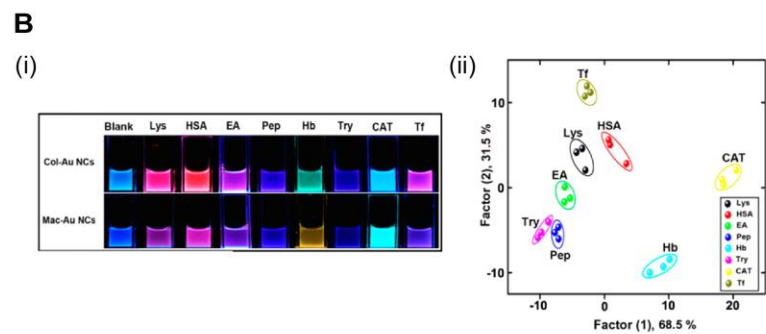 B
(i)
Blank Lys HSA EA Pep Hb Try CAT Tf
Col-Au NCs
Mac-Au NCs
(ii)
Factor (2), 31.5 %
10
0
-10
Tf
Lys
HSA
CAT
EA
Try
Pep
Hb
Lys
HSA
EA
Pep
Hb
Try
CAT
Tf
-10 0 10 20
Factor (1), 68.5 %